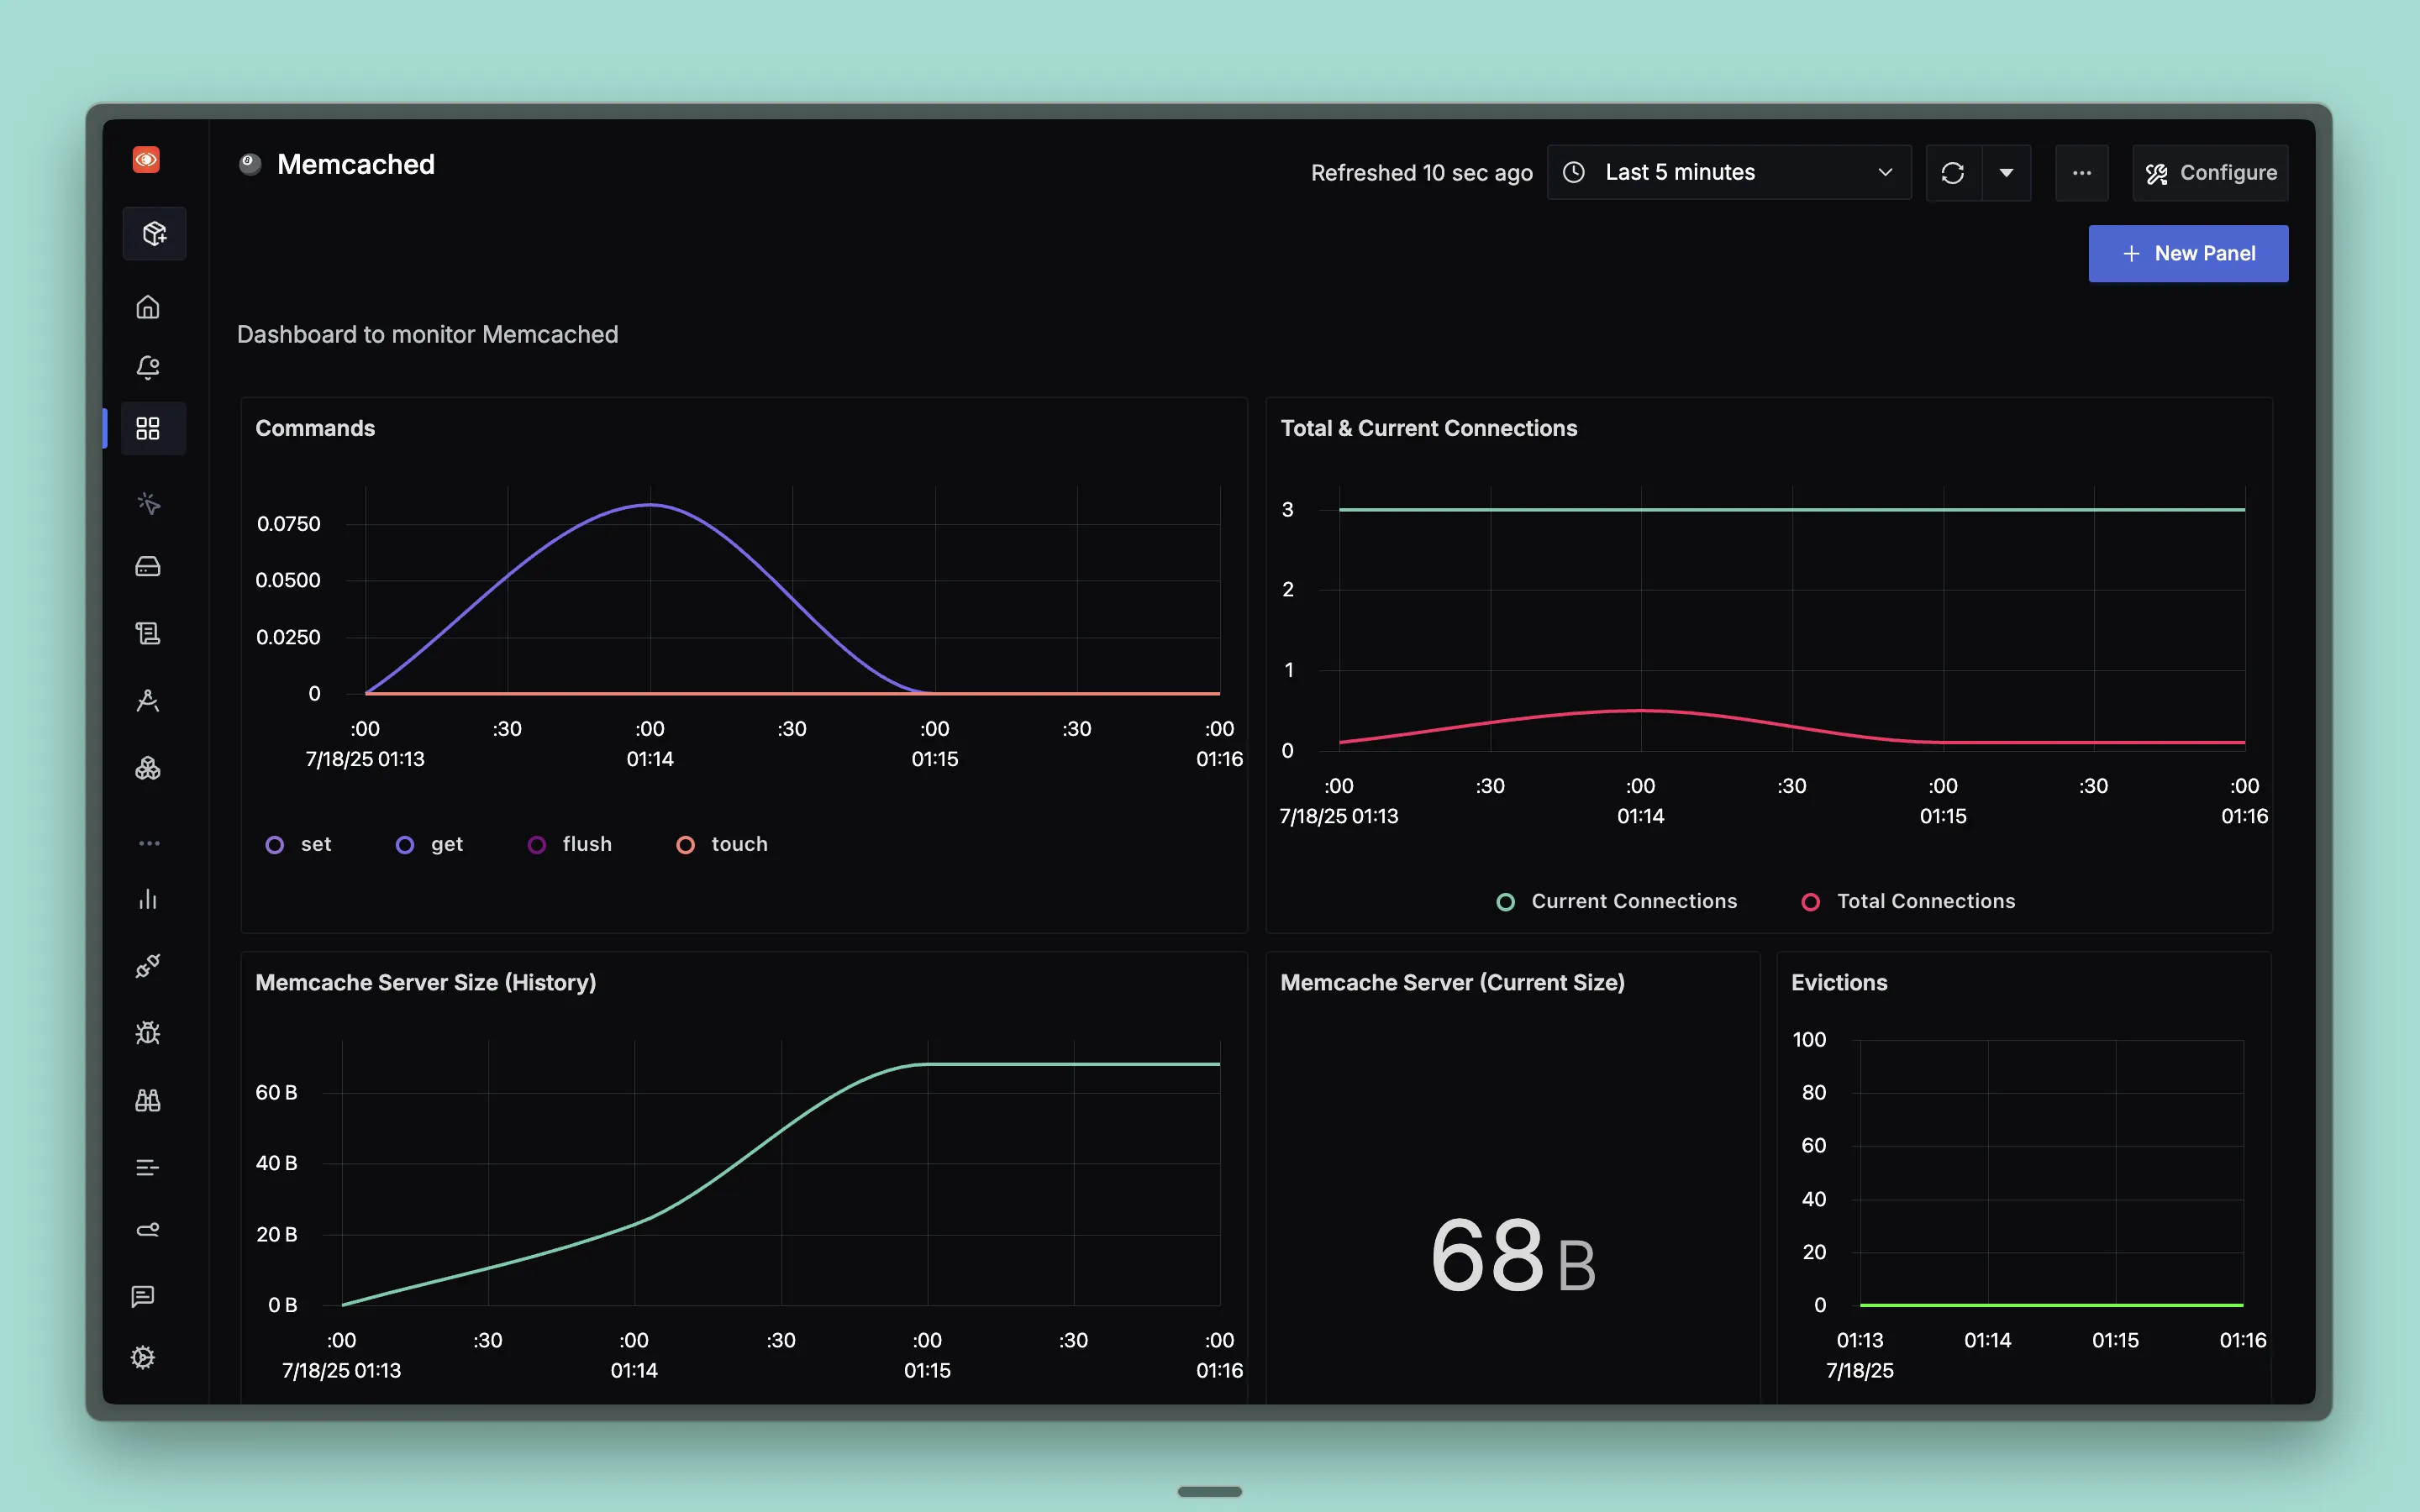 Memcached
Refreshed 10 sec ago
Last 5 minutes
Configure
New Panel
Dashboard to monitor Memcached
Commands
0.0750
0.0500
0.0250
0
:00 :30 :00 :30 :00 :30 :00
7/18/25 01:13 01:14 01:15 01:16
set get flush touch
Total & Current Connections
3
2
1
0
:00 :30 :00 :30 :00 :30 :00
7/18/25 01:13 01:14 01:15 01:16
Current Connections Total Connections
Memcache Server Size (History)
60 B
40 B
20 B
0 B
:00 :30 :00 :30 :00 :30 :00
7/18/25 01:13 01:14 01:15 01:16
Memcache Server (Current Size)
68 B
Evictions
100
80
60
40
20
0
01:13 01:14 01:15 01:16
7/18/25